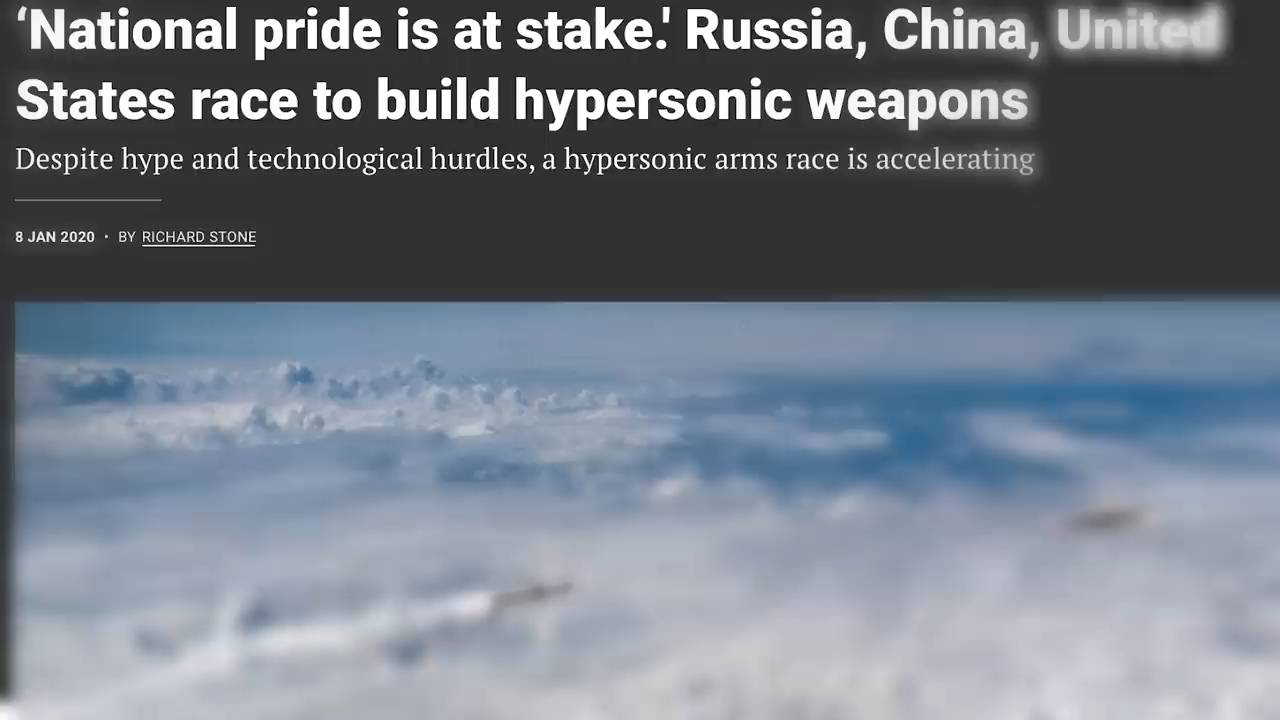 ‘National pride is at stake.' Russia, China, United
States race to build hypersonic weapons
Despite hype and technological hurdles, a hypersonic arms race is accelerating
8 JAN 2020 · BY RICHARD STONE